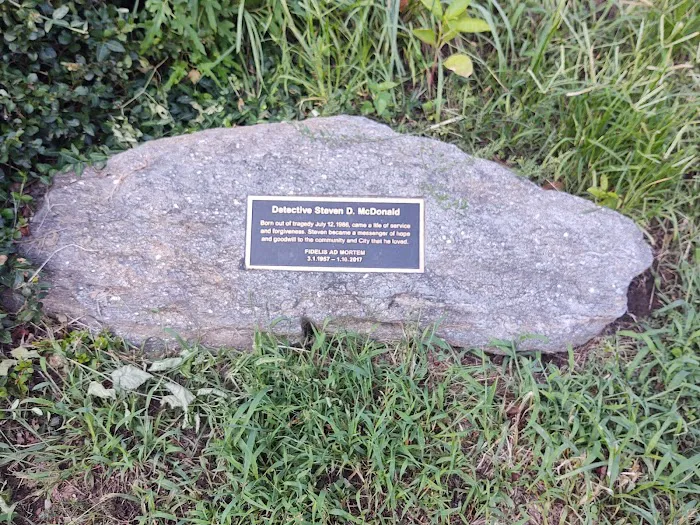 Detective Steven D. McDonald
Born out of tragedy July 12, 1986, came a life of service
and forgiveness. Steven became a messenger of hope
and goodwill to the community and City that he loved.
FIDELIS AD MORTEM
3.1.1957 – 1.10.2017